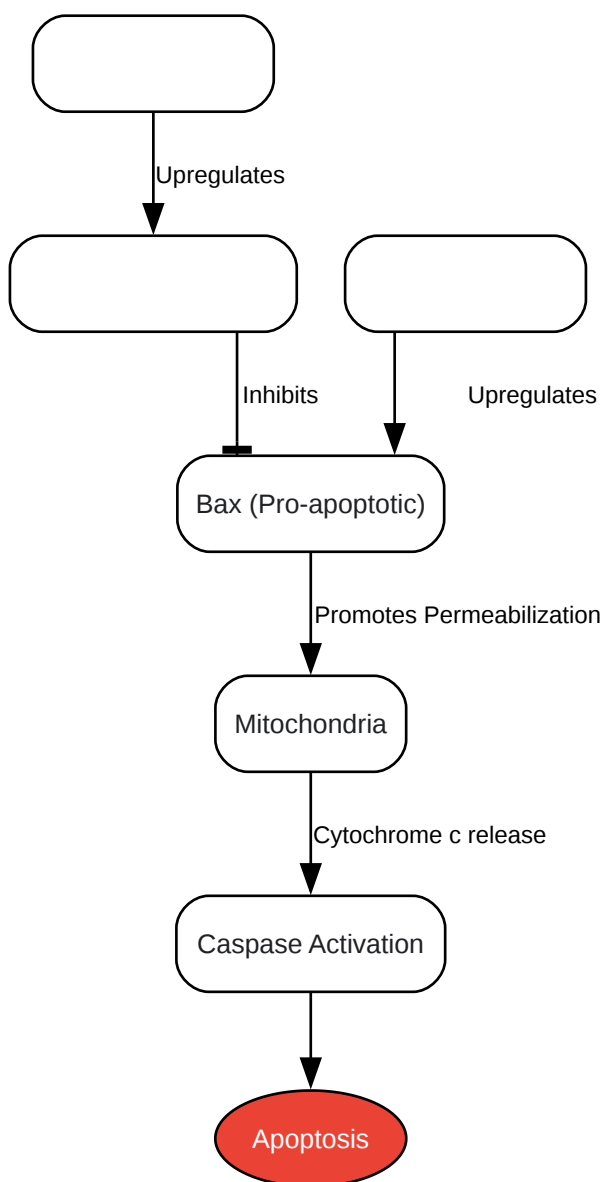 Upregulates
Inhibits
Upregulates
Bax (Pro-apoptotic)
Promotes Permeabilization
Mitochondria
Cytochrome c release
Caspase Activation
Apoptosis